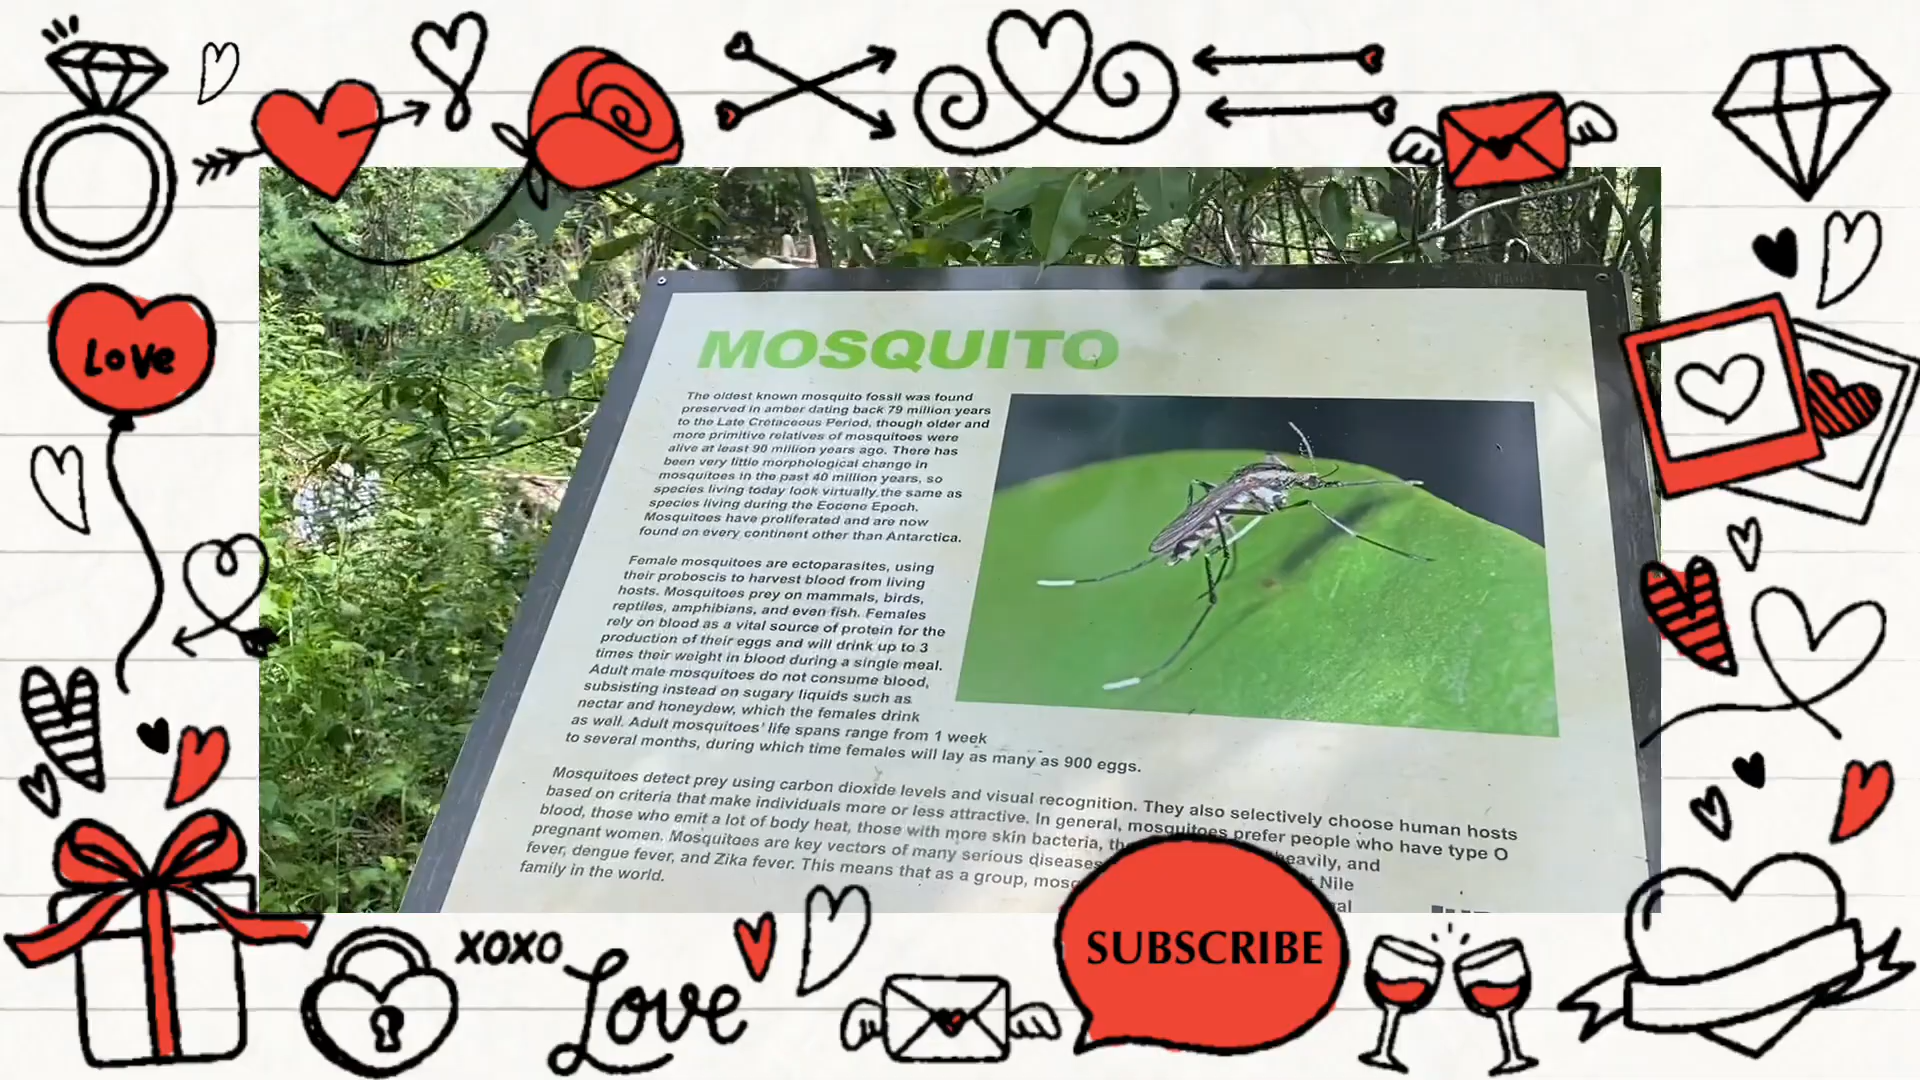 LOVE
MOSQUITO
The oldest known mosquito fossil was found
preserved in amber dating back 79 million years
to the Late Cretaceous Period, though older and
more primitive relatives of mosquitoes were
alive at least 90 million years ago. There has
been very little morphological change in
mosquitoes in the past 40 million years, so
species living today look virtually the same as
species living during the Eocene Epoch.
Mosquitoes have proliferated and are now
found on every continent other than Antarctica.
Female mosquitoes are ectoparasites, using
their proboscis to harvest blood from living
hosts. Mosquitoes prey on mammals, birds,
reptiles, amphibians, and even fish. Females
rely on blood as a vital source of protein for the
production of their eggs and will drink up to 3
times their weight in blood during a single meal.
Adult male mosquitoes do not consume blood,
subsisting instead on sugary liquids such as
nectar and honeydew, which the females drink
as well. Adult mosquitoes' life spans range from 1 week
to several months, during which time females will lay as many as 900 eggs.
Mosquitoes detect prey using carbon dioxide levels and visual recognition. They also selectively choose human hosts
based on criteria that make individuals more or less attractive. In general, mosquitoes prefer people who have type O
blood, those who emit a lot of body heat, those with more skin bacteria, heavily, and
pregnant women. Mosquitoes are key vectors of many serious diseases Nile
fever, dengue fever, and Zika fever. This means that as a group,
family in the world.
XOXO
Love
SUBSCRIBE